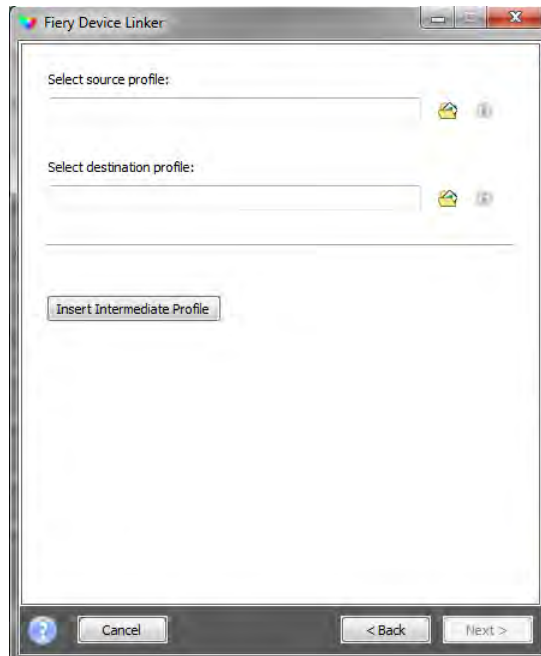 Fiery Device Linker
Select source profile:
Select destination profile:
Insert Intermediate Profile
Cancel
< Back
Next >